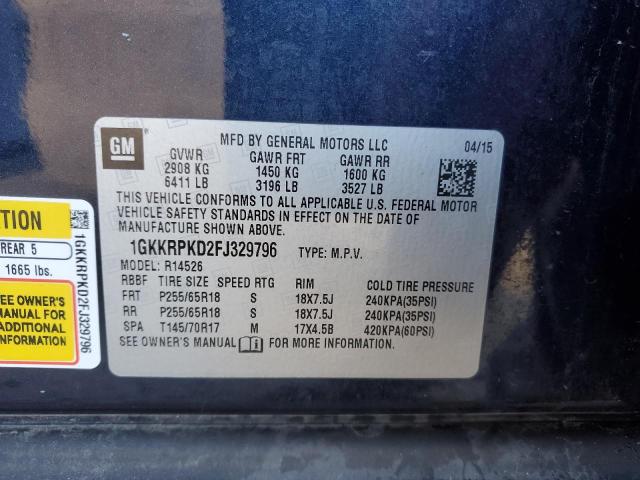 GM
MFD BY GENERAL MOTORS LLC 04/15
GVWR GAWR FRT GAWR RR
2908 KG 1450 KG 1600 KG
6411 LB 3196 LB 3527 LB
THIS VEHICLE CONFORMS TO ALL APPLICABLE U.S. FEDERAL MOTOR
VEHICLE SAFETY STANDARDS IN EFFECT ON THE DATE OF
MANUFACTURE SHOWN ABOVE.
1GKKRPKD2FJ329796 TYPE: M.P.V.
MODEL: R14526
RBBF TIRE SIZE SPEED RTG RIM COLD TIRE PRESSURE
FRT P255/65R18 S 18X7.5J 240KPA(35PSI)
RR P255/65R18 S 18X7.5J 240KPA(35PSI)
SPA T145/70R17 M 17X4.5B 420KPA(60PSI)
SEE OWNER'S MANUAL FOR MORE INFORMATION.
TION
REAR 5
1665 lbs.
SEE OWNER'S
MANUAL FOR
ADDITIONAL
INFORMATION
1GKKRPKD2FJ329796